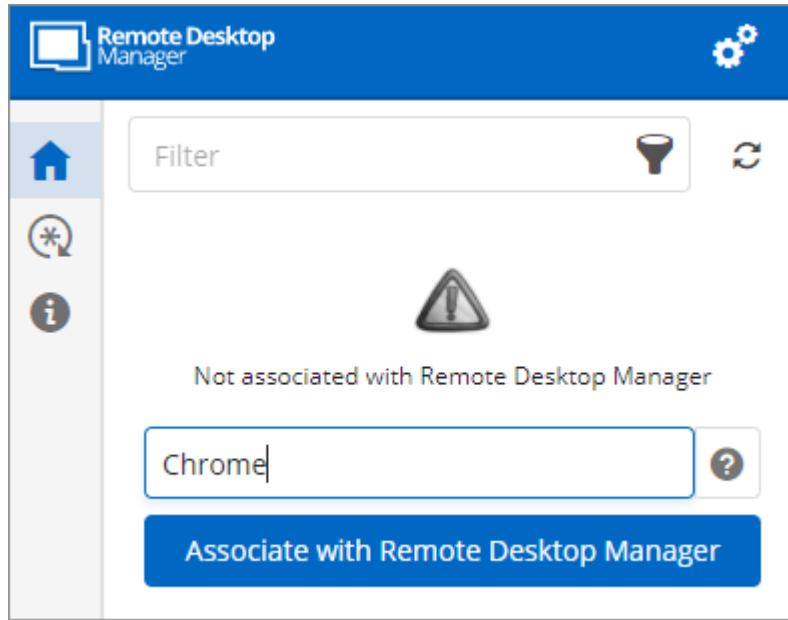 Remote Desktop
Manager
Filter
Not associated with Remote Desktop Manager
Chrome
Associate with Remote Desktop Manager